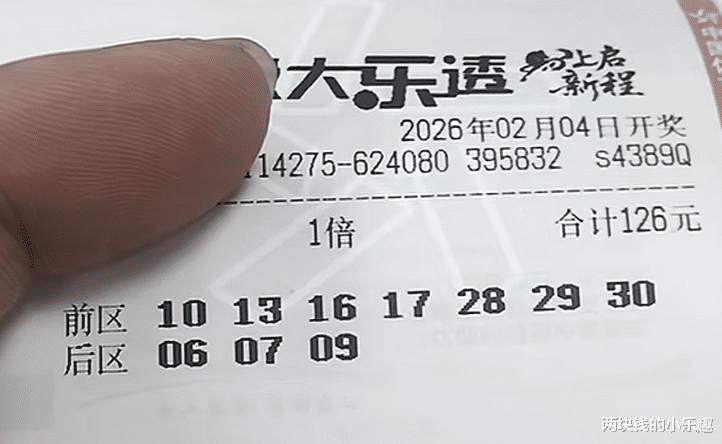 大乐透 马上启
新程
2026年02月04日开奖
114275-624080 395832 s4389Q
1倍 合计126元
前区 10 13 16 17 28 29 30
后区 06 07 09
两块钱的小乐趣